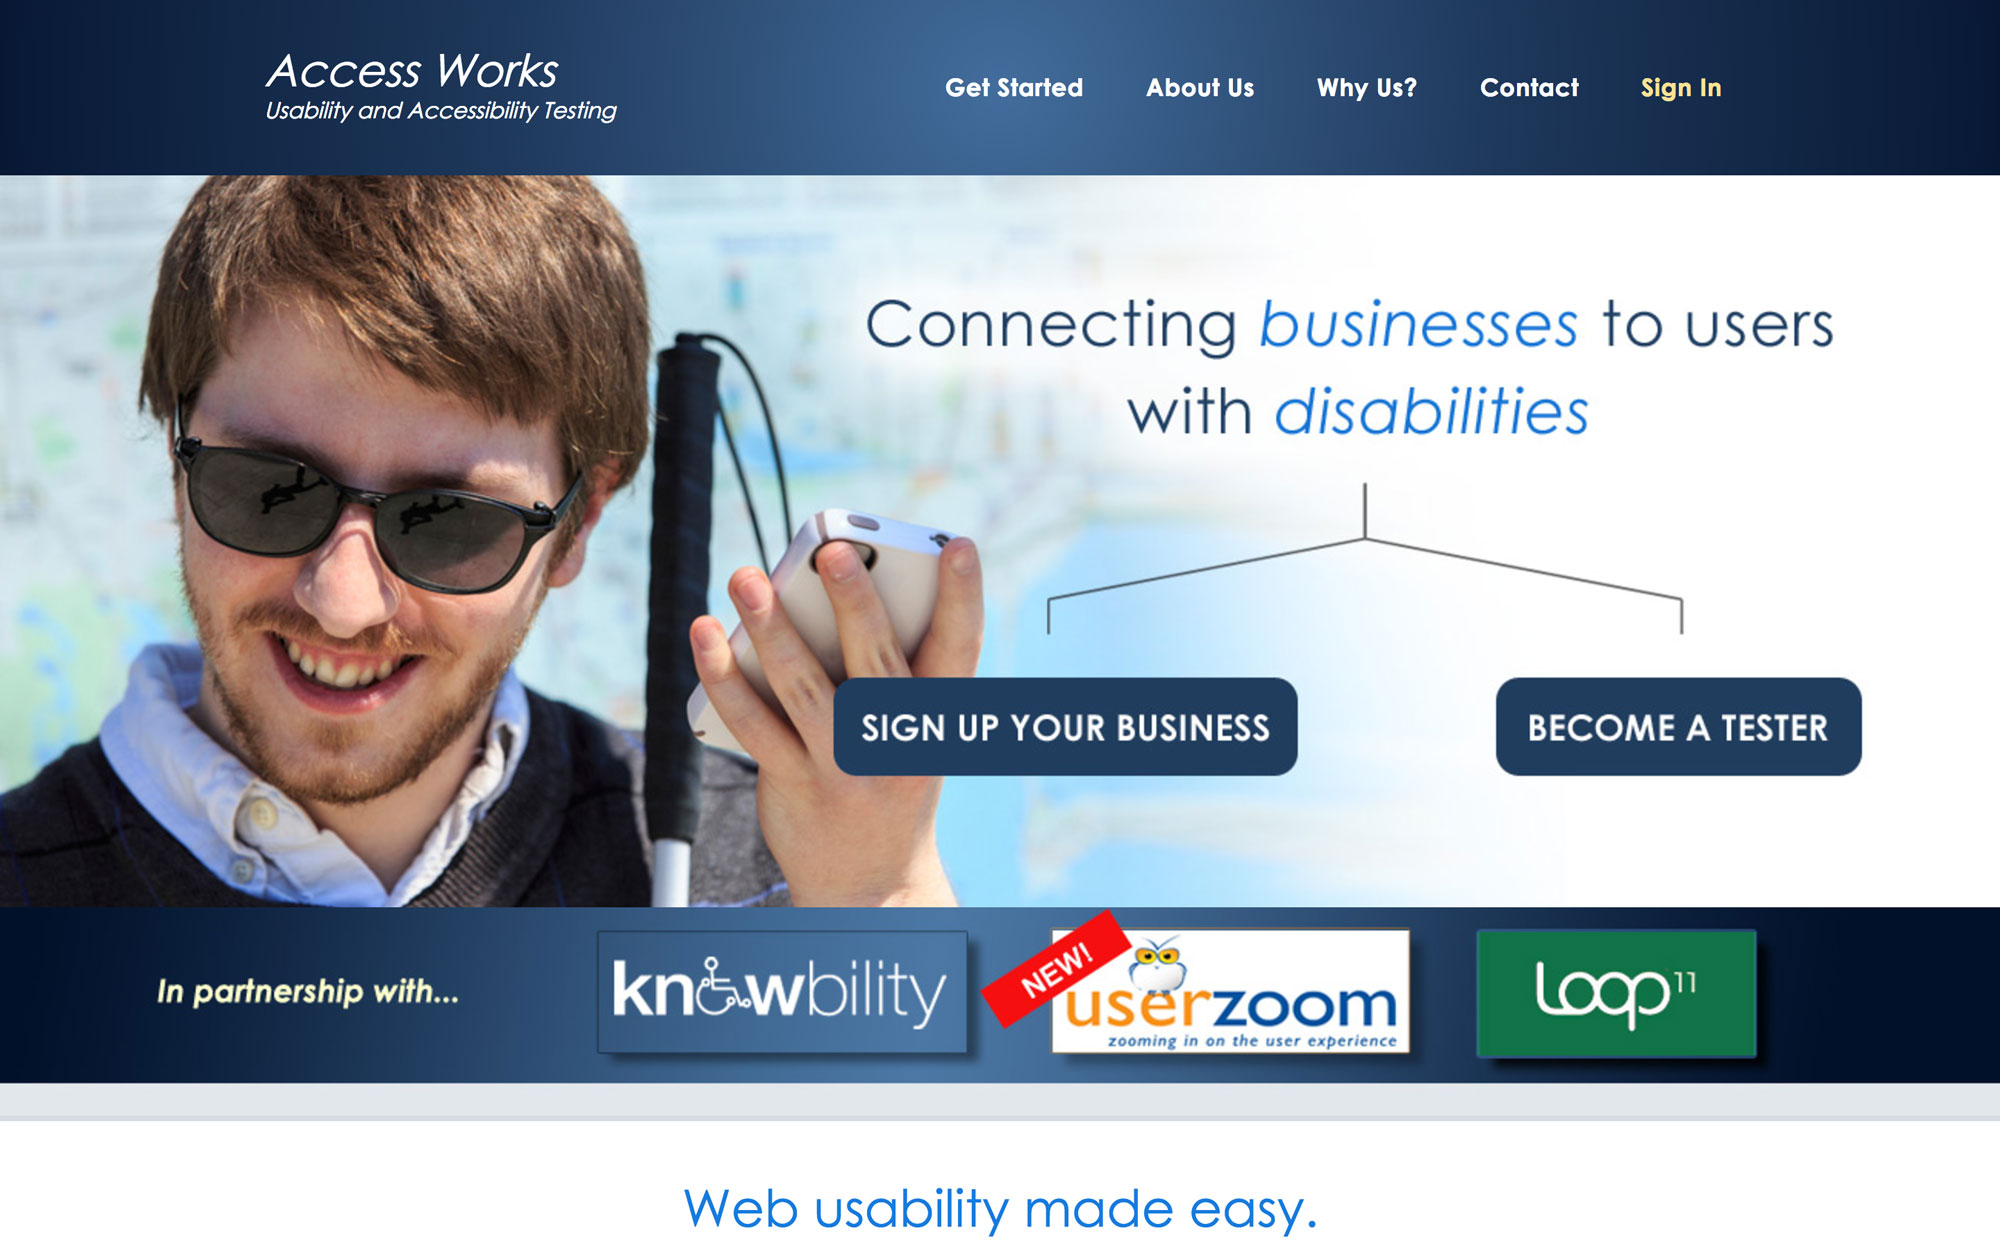 Access Works
Usability and Accessibility Testing
Get Started
About Us
Why Us?
Contact
Sign In
Connecting businesses to users
with disabilities
SIGN UP YOUR BUSINESS
BECOME A TESTER
In partnership with...
knowbility
NEW!
userzoom
zooming in on the user experience
Loop11
Web usability made easy.